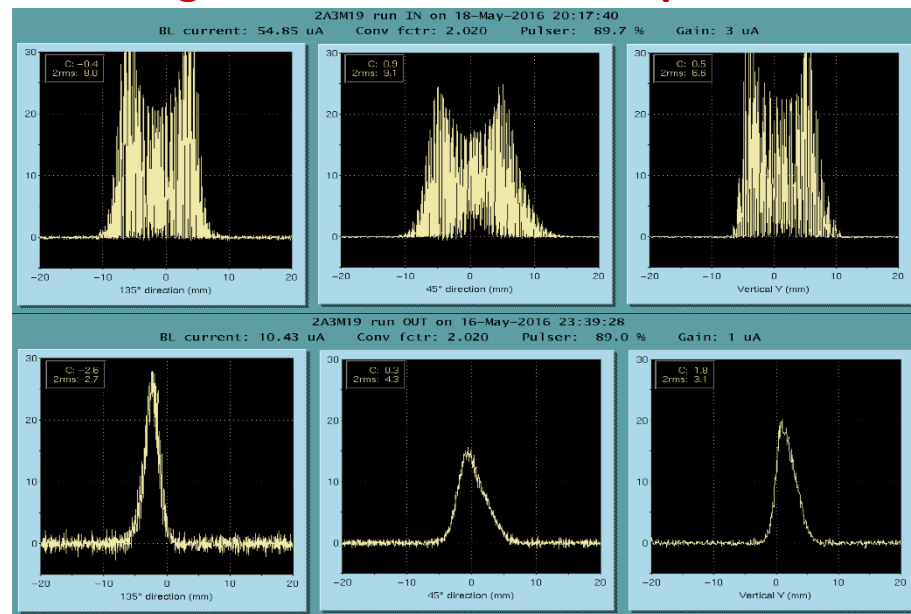 2A3M19 run IN on 18-May-2016 20:17:40
BL current: 54.85 uA Conv fctr: 2.020 Pulser: 89.7 % Gain: 3 uA
C: -0.4
2rms: 8.0
30
20
10
0
-20 -10 0 10 20
135° direction (mm)
C: 0.9
2rms: 9.1
30
20
10
0
-20 -10 0 10 20
45° direction (mm)
C: 0.5
2rms: 6.6
30
20
10
0
-20 -10 0 10 20
Vertical Y (mm)
2A3M19 run OUT on 16-May-2016 23:39:28
BL current: 10.43 uA Conv fctr: 2.020 Pulser: 89.0 % Gain: 1 uA
C: -2.6
2rms: 2.7
30
20
10
0
-20 -10 0 10 20
135° direction (mm)
C: 0.3
2rms: 4.3
30
20
10
0
-20 -10 0 10 20
45° direction (mm)
C: 1.8
2rms: 3.1
30
20
10
0
-20 -10 0 10 20
Vertical Y (mm)